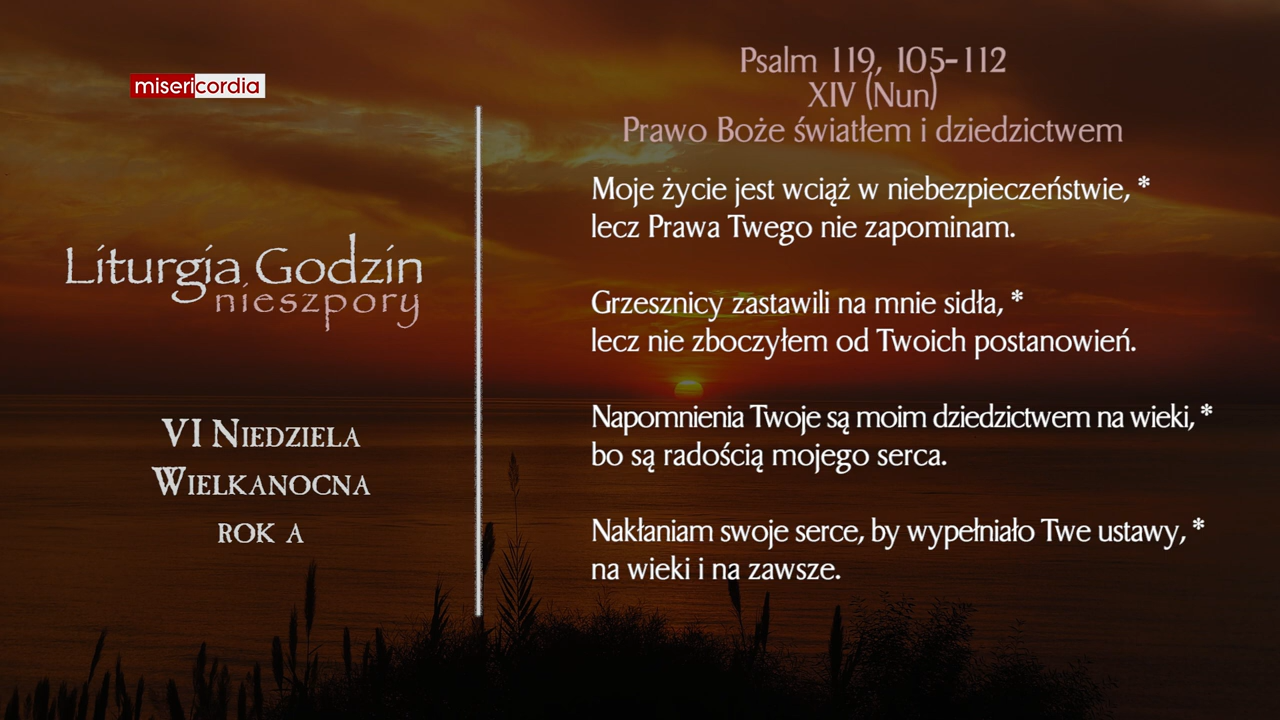 misericordia
Liturgia Godzin
nieszpory
VI Niedziela
Wielkanocna
rok A
Psalm 119, 105-112
XIV (Nun)
Prawo Boże światłem i dziedzictwem
Moje życie jest wciąż w niebezpieczeństwie, *
lecz Prawa Twego nie zapominam.
Grzesznicy zastawili na mnie sidła, *
lecz nie zboczyłem od Twoich postanowień.
Napomnienia Twoje są moim dziedzictwem na wieki, *
bo są radością mojego serca.
Nakłaniam swoje serce, by wypełniało Twe ustawy, *
na wieki i na zawsze.